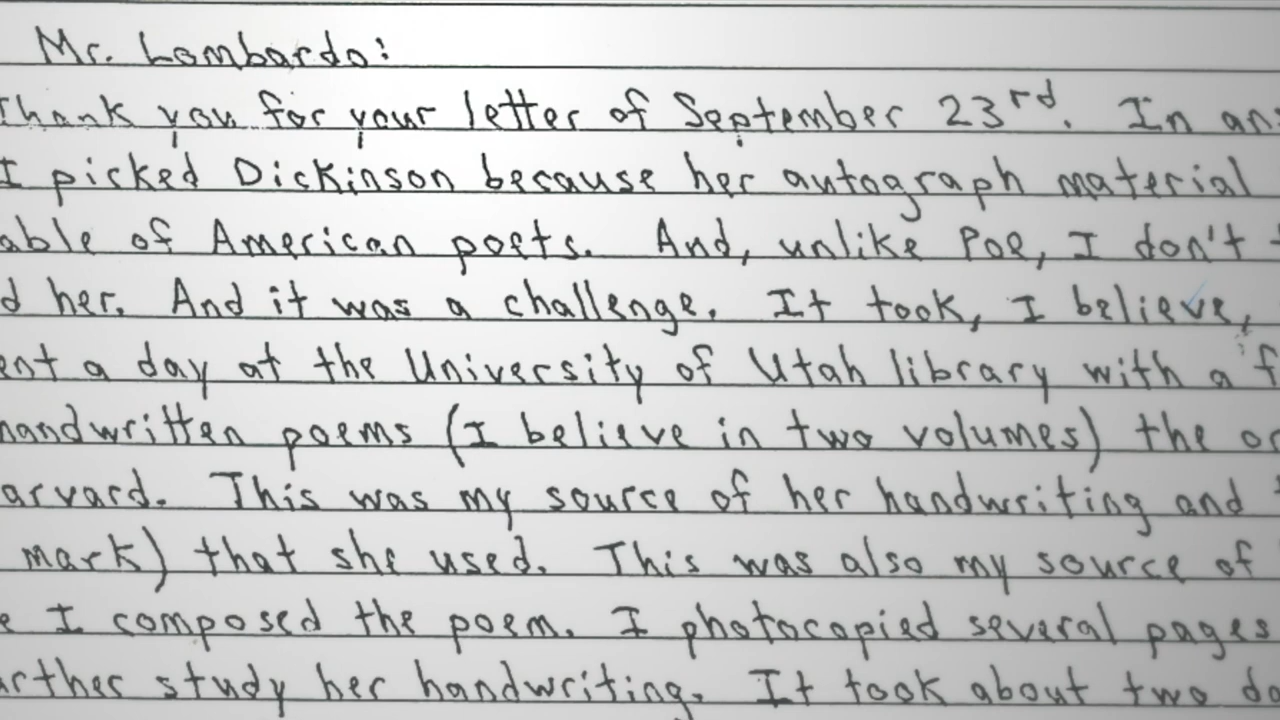 Mr. Lombardo:
Thank you for your letter of September 23rd. In
I picked Dickinson because her autograph material
able of American poets. And, unlike Poe, I don't
her. And it was a challenge. It took, I believe,
ent a day at the University of Utah library with a
handwritten poems (I believe in two volumes) the
arvard. This was my source of her handwriting and
mark) that she used. This was also my source of
I composed the poem. I photocopied several pages
rther study her handwriting. It took about two